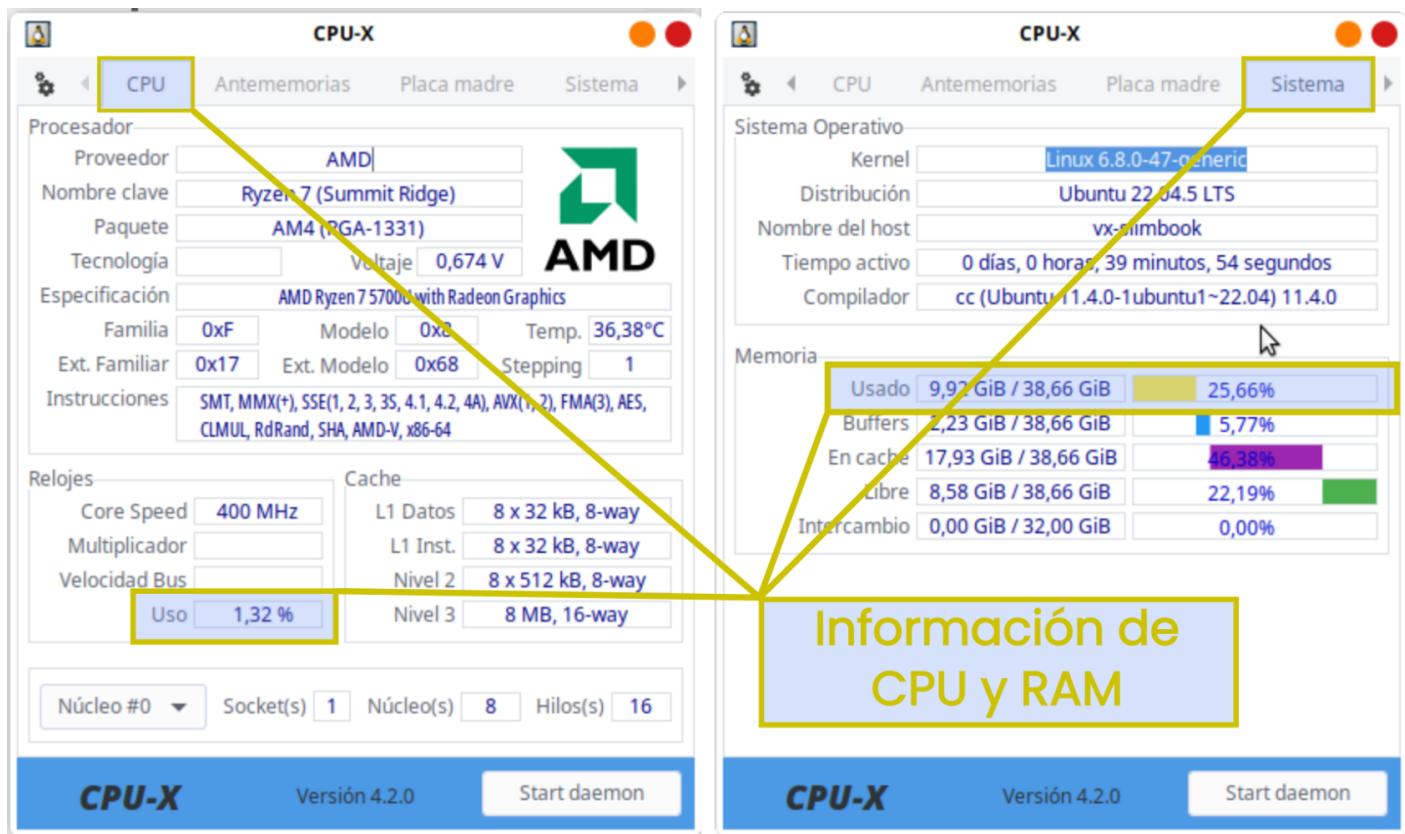 CPU-X
CPU Antememorias Placa madre Sistema
Procesador
Proveedor AMD
Nombre clave Ryzen 7 (Summit Ridge)
Paquete AM4 (PGA-1331)
Tecnología Voltaje 0,674 V
AMD
Especificación AMD Ryzen 7 5700U with Radeon Graphics
Familia 0xF Modelo 0x8 Temp. 36,38°C
Ext. Familiar 0x17 Ext. Modelo 0x68 Stepping 1
Instrucciones SMT, MMX(+), SSE(1, 2, 3, 3S, 4.1, 4.2, 4A), AVX(1, 2), FMA(3), AES,
CLMUL, RdRand, SHA, AMD-V, x86-64
Relojes
Core Speed 400 MHz
Multiplicador
Velocidad Bus
Uso 1,32 %
Cache
L1 Datos 8 x 32 kB, 8-way
L1 Inst. 8 x 32 kB, 8-way
Nivel 2 8 x 512 kB, 8-way
Nivel 3 8 MB, 16-way
Núcleo #0 Socket(s) 1 Núcleo(s) 8 Hilos(s) 16
CPU-X Versión 4.2.0 Start daemon
CPU-X
CPU Antememorias Placa madre Sistema
Sistema Operativo
Kernel Linux 6.8.0-47-generic
Distribución Ubuntu 22.04.5 LTS
Nombre del host vx-slimbook
Tiempo activo 0 días, 0 horas, 39 minutos, 54 segundos
Compilador cc (Ubuntu 11.4.0-1ubuntu1~22.04) 11.4.0
Memoria
Usado 9,92 GiB / 38,66 GiB 25,66%
Buffers 2,23 GiB / 38,66 GiB 5,77%
En cache 17,93 GiB / 38,66 GiB 46,38%
Libre 8,58 GiB / 38,66 GiB 22,19%
Intercambio 0,00 GiB / 32,00 GiB 0,00%
Información de
CPU y RAM
CPU-X Versión 4.2.0 Start daemon